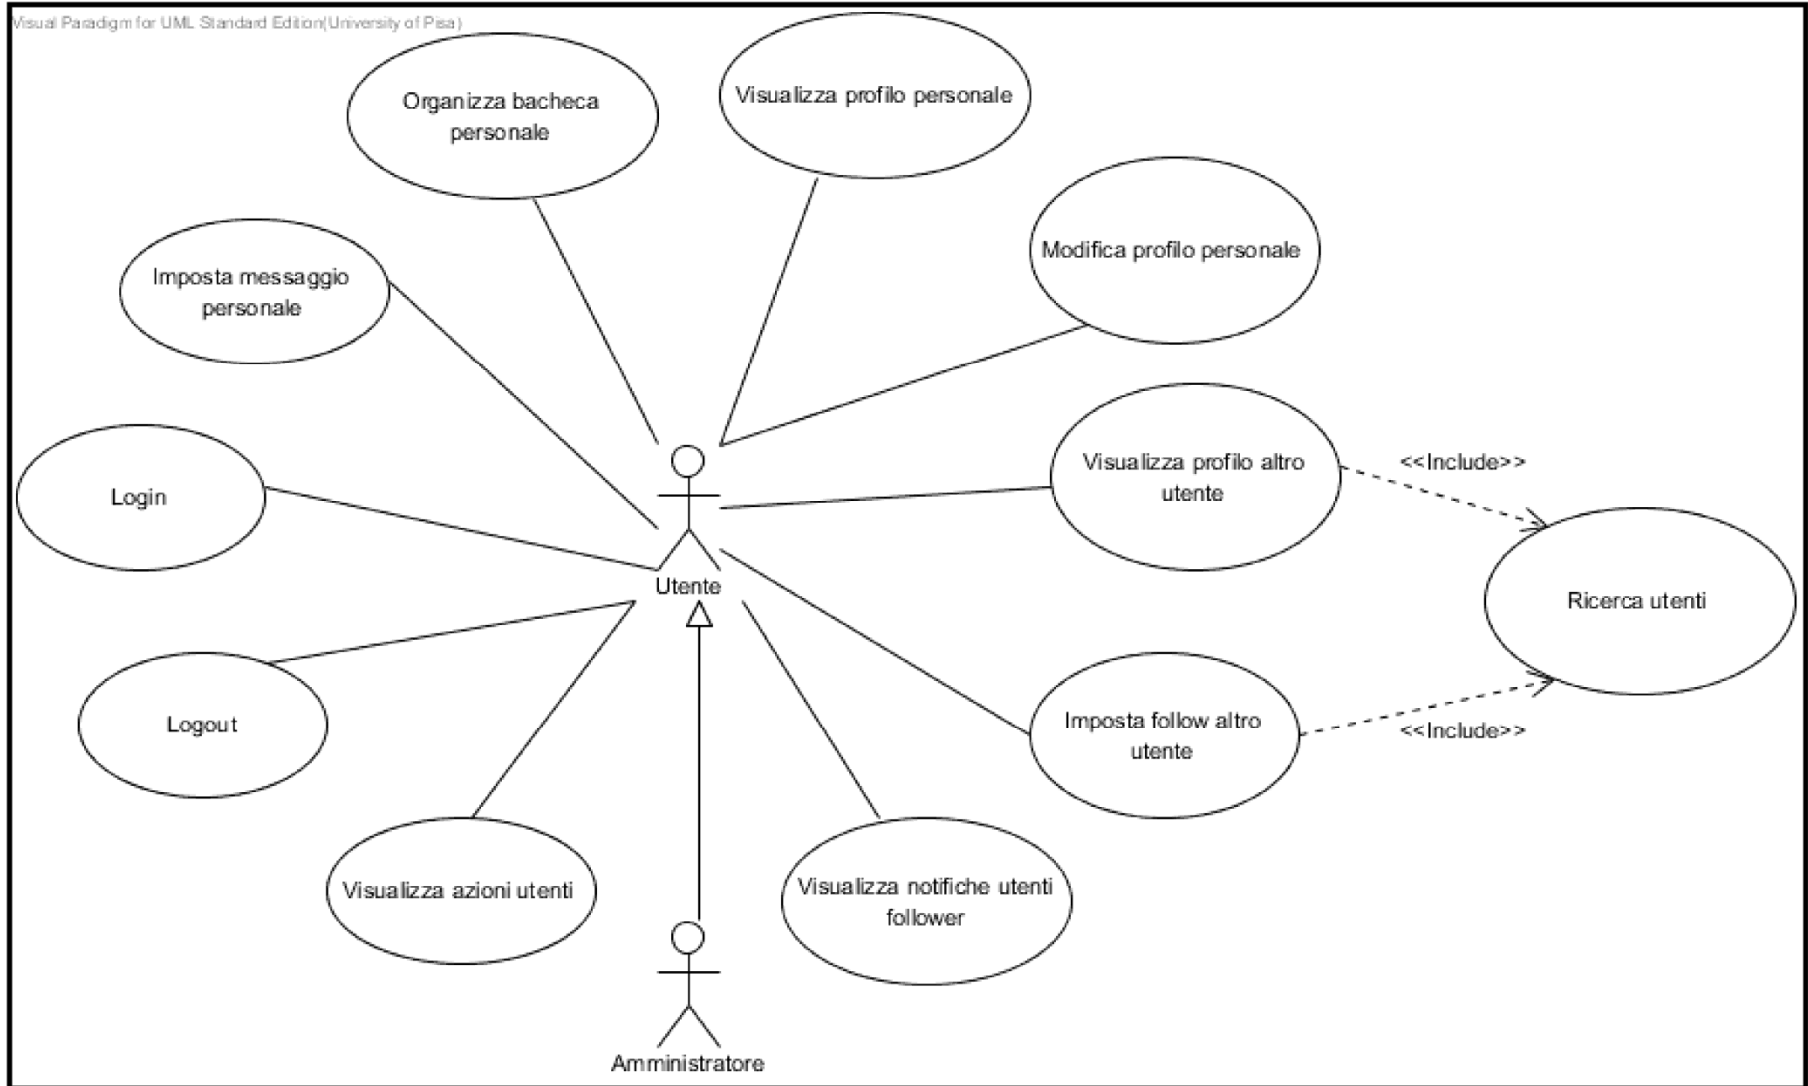 Visual Paradigm for UML Standard Edition(University of Pisa)
Organizza bacheca
personale
Visualizza profilo personale
Modifica profilo personale
Imposta messaggio
personale
Visualizza profilo altro
utente
<<Include>>
Login
Utente
Ricerca utenti
Logout
Imposta follow altro
utente
<<Include>>
Visualizza azioni utenti
Visualizza notifiche utenti
follower
Amministratore